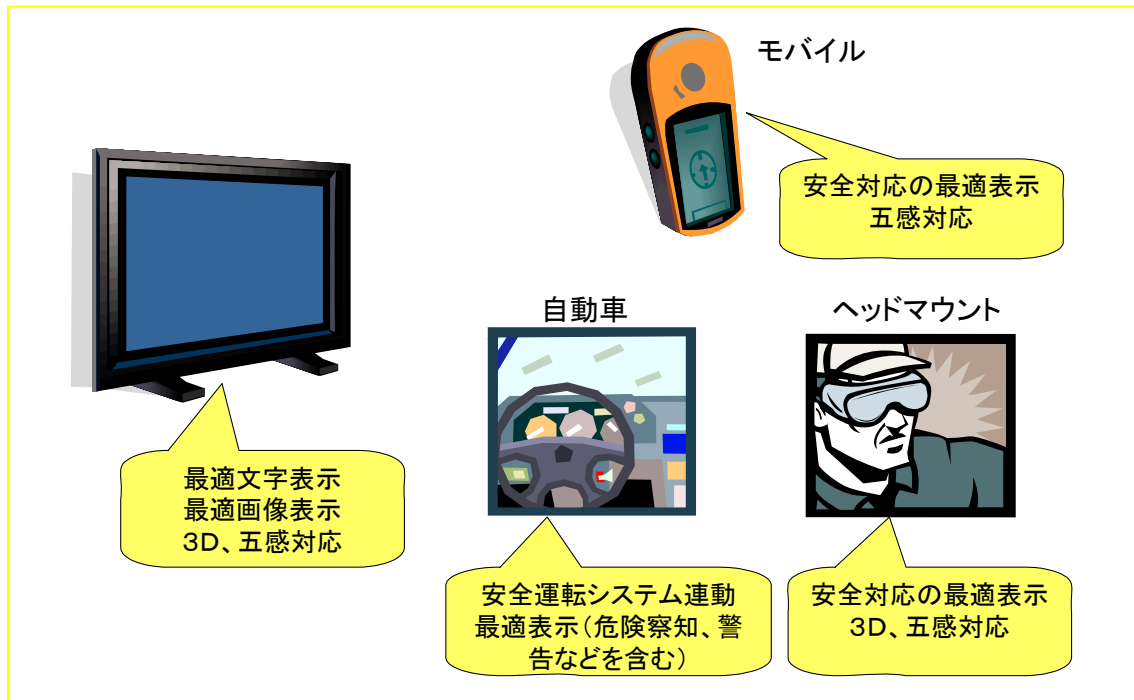 モバイル
安全対応の最適表示
五感対応
自動車
ヘッドマウント
最適文字表示
最適画像表示
3D、五感対応
安全運転システム連動
最適表示(危険察知、警
告などを含む)
安全対応の最適表示
3D、五感対応